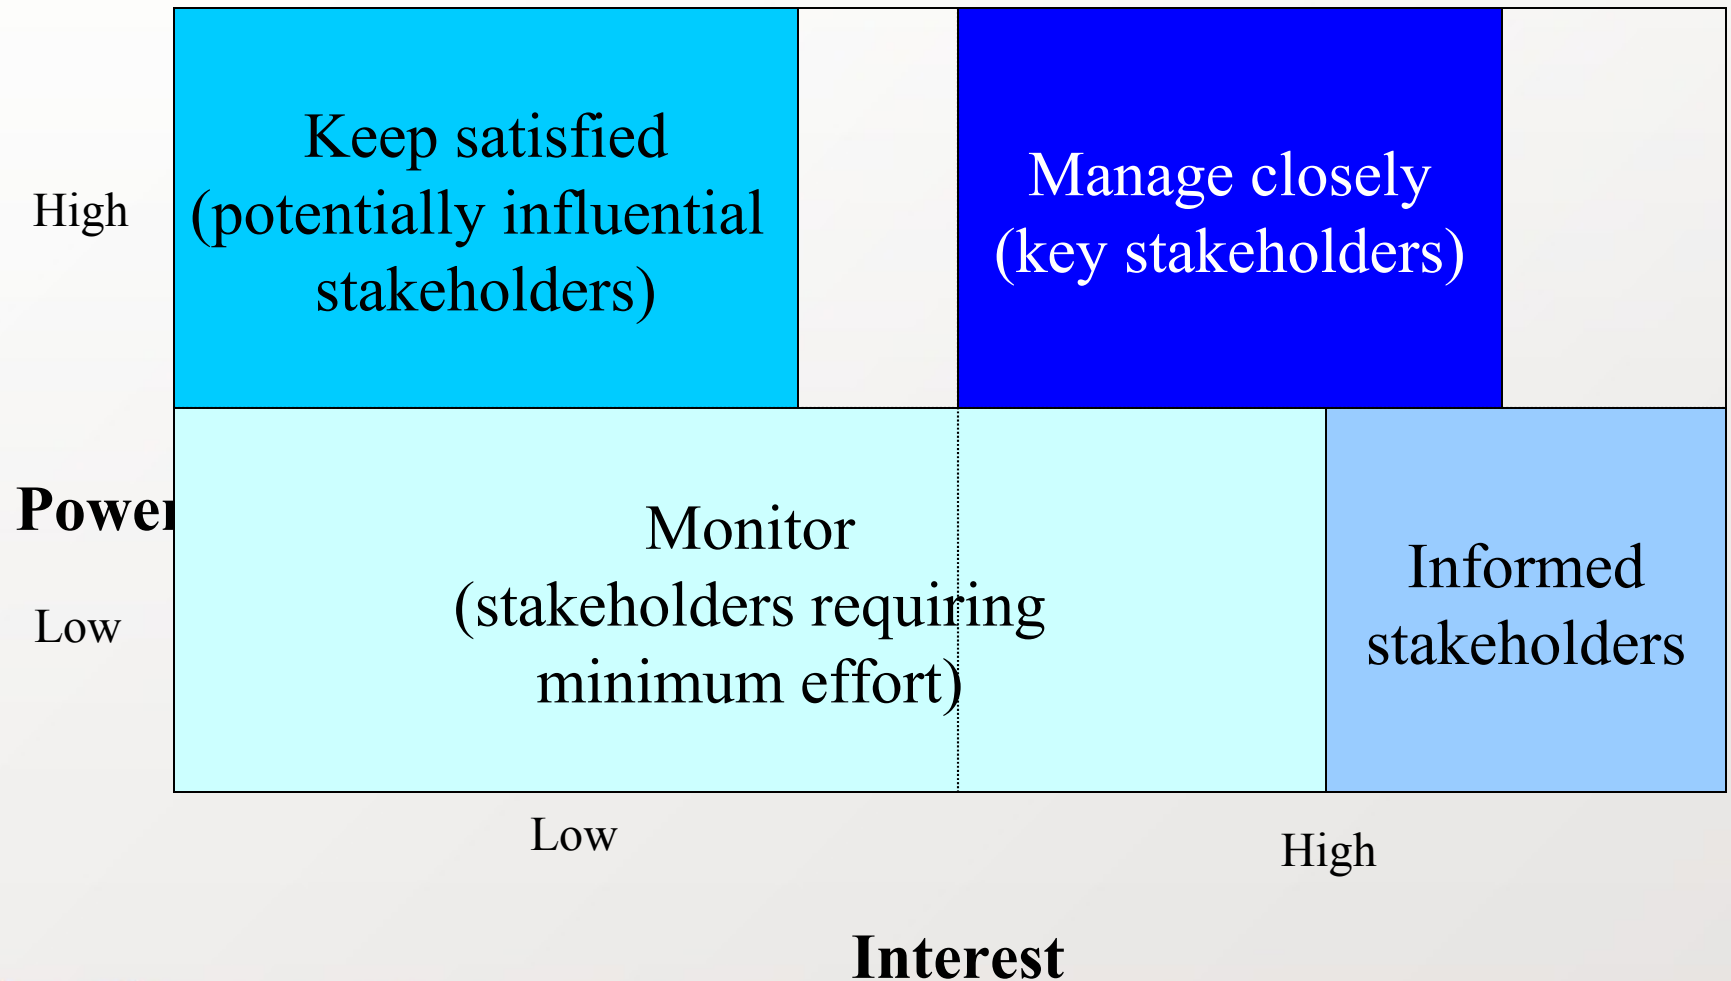 Keep satisfied
(potentially influential
stakeholders)
Manage closely
(key stakeholders)
High
Power
Monitor
(stakeholders requiring
minimum effort)
Informed
stakeholders
Low
Low
High
Interest